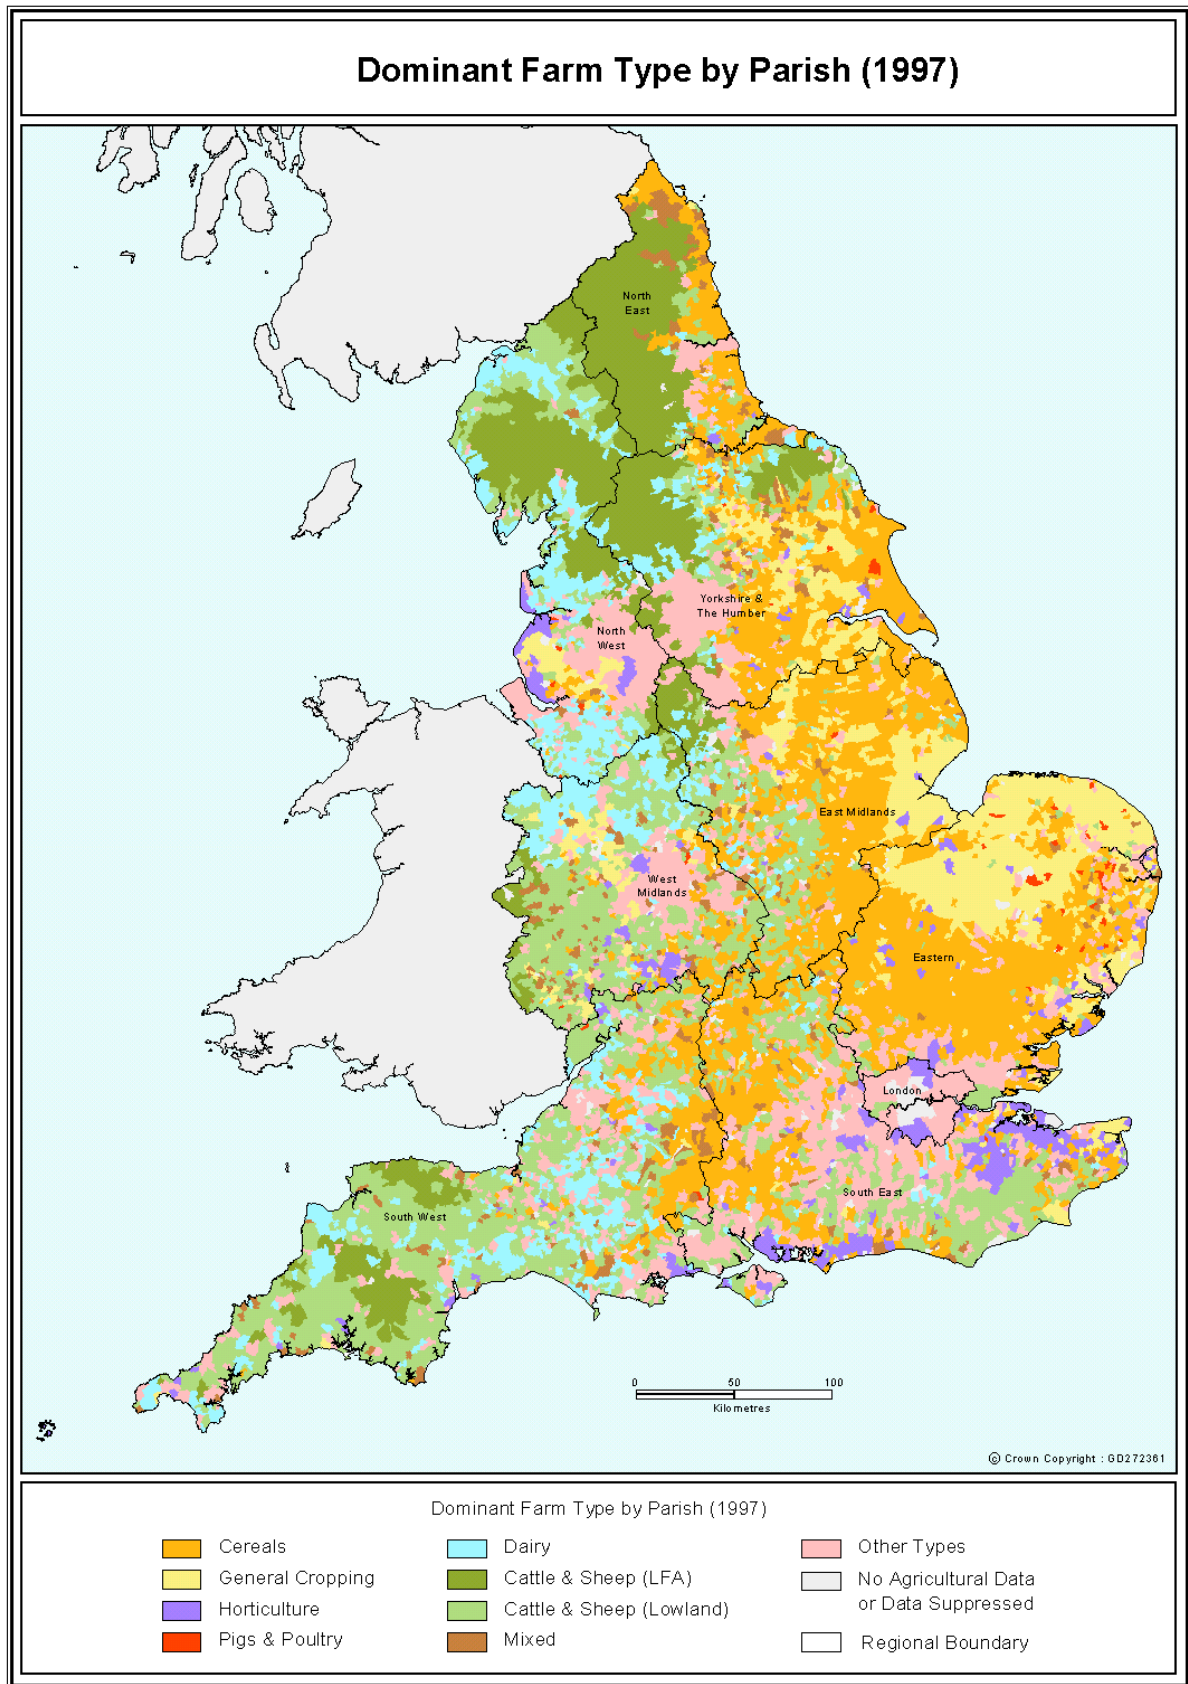 Dominant Farm Type by Parish (1997)
North
East
Yorkshire &
The Humber
North
West
East Midlands
West
Midlands
Eastern
London
South East
South West
0 50 100
Kilometres
© Crown Copyright : GD272361
Dominant Farm Type by Parish (1997)
Cereals
General Cropping
Horticulture
Pigs & Poultry
Dairy
Cattle & Sheep (LFA)
Cattle & Sheep (Lowland)
Mixed
Other Types
No Agricultural Data
or Data Suppressed
Regional Boundary